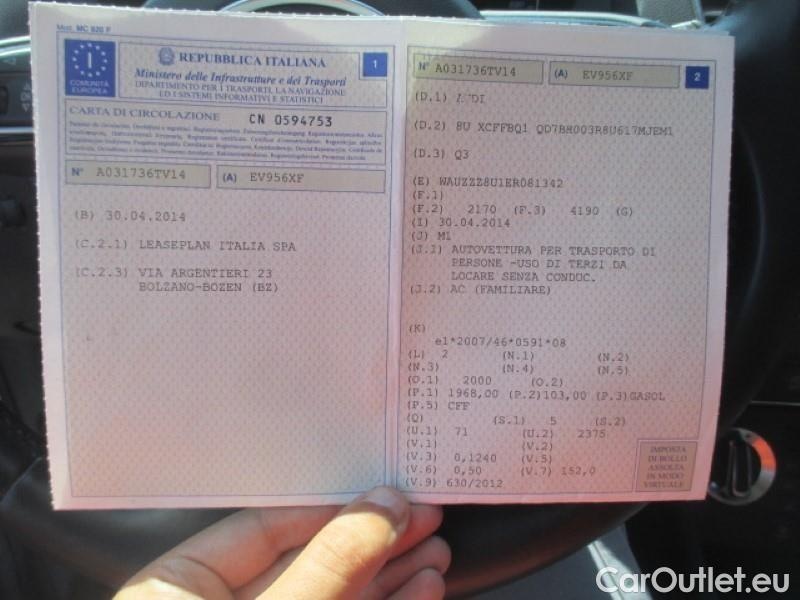 Mod. MC 820 F
I
COMUNITÀ
EUROPEA
REPUBBLICA ITALIANA
Ministero delle Infrastrutture e dei Trasporti
DIPARTIMENTO PER I TRASPORTI, LA NAVIGAZIONE
ED I SISTEMI INFORMATIVI E STATISTICI
1
CARTA DI CIRCOLAZIONE CN 0594753
N° A031736TV14 (A) EV956XF
(B) 30.04.2014
(C.2.1) LEASEPLAN ITALIA SPA
(C.2.3) VIA ARGENTIERI 23
BOLZANO-BOZEN (BZ)
N° A031736TV14 (A) EV956XF 2
(D.1) AUDI
(D.2) 8U XCFFBQ1 QD7BH003R8U617MJEM1
(D.3) Q3
(E) WAUZZZ8U1ER081342
(F.1)
(F.2) 2170 (F.3) 4190 (G)
(I) 30.04.2014
(J) M1
(J.1) AUTOVETTURA PER TRASPORTO DI
PERSONE -USO DI TERZI DA
LOCARE SENZA CONDUC.
(J.2) AC (FAMILIARE)
(K)
e1*2007/46*0591*08
(L) 2 (N.1) (N.2)
(N.3) (N.4) (N.5)
(O.1) 2000 (O.2)
(P.1) 1968,00 (P.2)103,00 (P.3)GASOL
(P.5) CFF
(Q) (S.1) 5 (S.2)
(U.1) 71 (U.2) 2375
(V.1) (V.2)
(V.3) 0,1240 (V.5)
(V.6) 0,50 (V.7) 152,0
(V.9) 630/2012
IMPOSTA
DI BOLLO
ASSOLTA
IN MODO
VIRTUALE
CarOutlet.eu